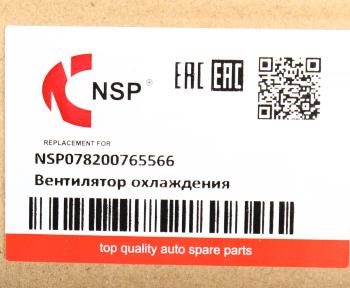 NSP®
EAC EAC
REPLACEMENT FOR
NSP078200765566
Вентилятор охлаждения
top quality auto spare parts